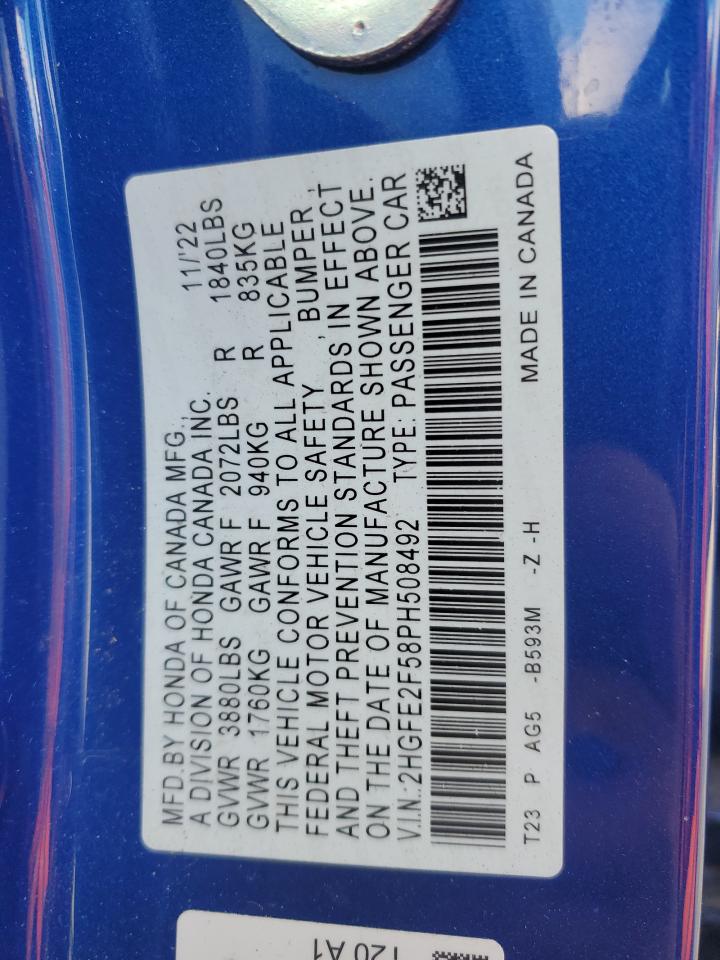 MFD.BY HONDA OF CANADA MFG., 11/'22
A DIVISION OF HONDA CANADA INC.
GVWR 3880LBS GAWR F 2072LBS R 1840LBS
GVWR 1760KG GAWR F 940KG R 835KG
THIS VEHICLE CONFORMS TO ALL APPLICABLE
FEDERAL MOTOR VEHICLE SAFETY , BUMPER ,
AND THEFT PREVENTION STANDARDS IN EFFECT
ON THE DATE OF MANUFACTURE SHOWN ABOVE.
V.I.N.:2HGFE2F58PH508492 TYPE: PASSENGER CAR
T23 P AG5 -B593M -Z -H MADE IN CANADA